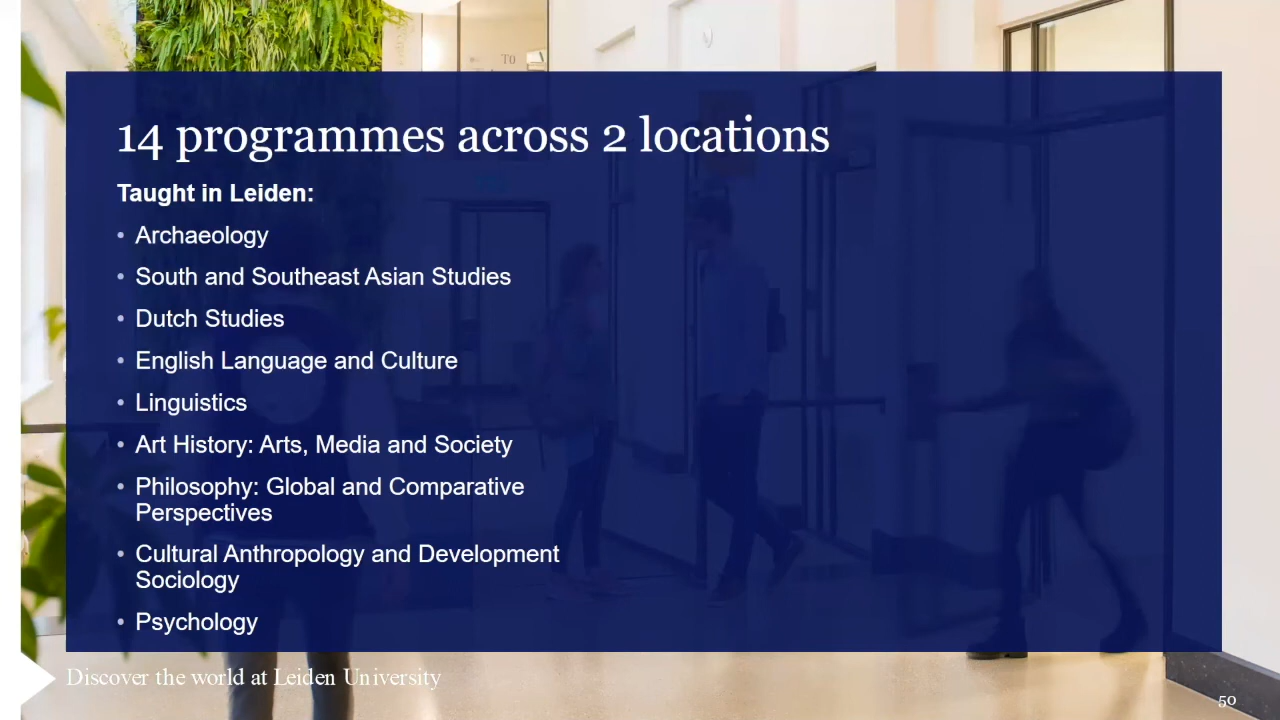 TO
14 programmes across 2 locations
Taught in Leiden:
• Archaeology
• South and Southeast Asian Studies
• Dutch Studies
• English Language and Culture
• Linguistics
• Art History: Arts, Media and Society
• Philosophy: Global and Comparative
Perspectives
• Cultural Anthropology and Development
Sociology
• Psychology
Discover the world at Leiden University
50